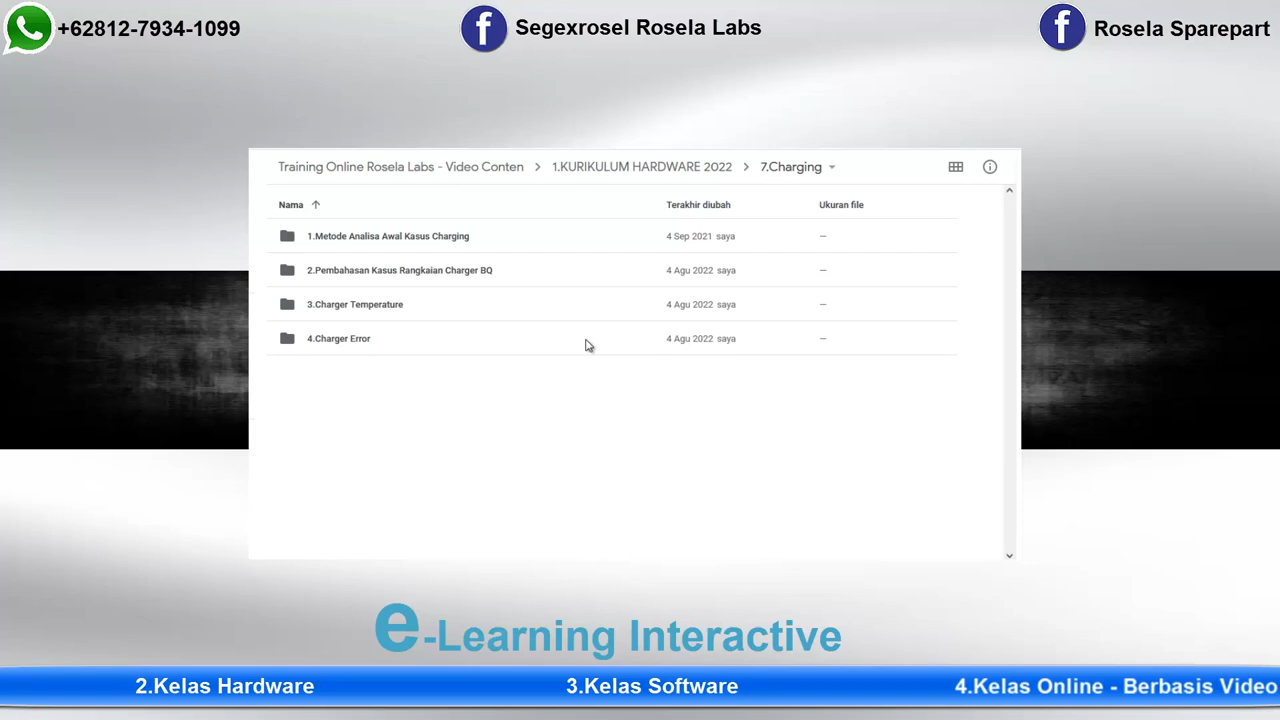 +62812-7934-1099
Segexrosel Rosela Labs
Rosela Sparepart
Training Online Rosela Labs - Video Conten > 1.KURIKULUM HARDWARE 2022 > 7.Charging
Nama Terakhir diubah Ukuran file
1.Metode Analisa Awal Kasus Charging 4 Sep 2021 saya –
2.Pembahasan Kasus Rangkaian Charger BQ 4 Agu 2022 saya –
3.Charger Temperature 4 Agu 2022 saya –
4.Charger Error 4 Agu 2022 saya –
e-Learning Interactive
2.Kelas Hardware 3.Kelas Software 4.Kelas Online - Berbasis Video